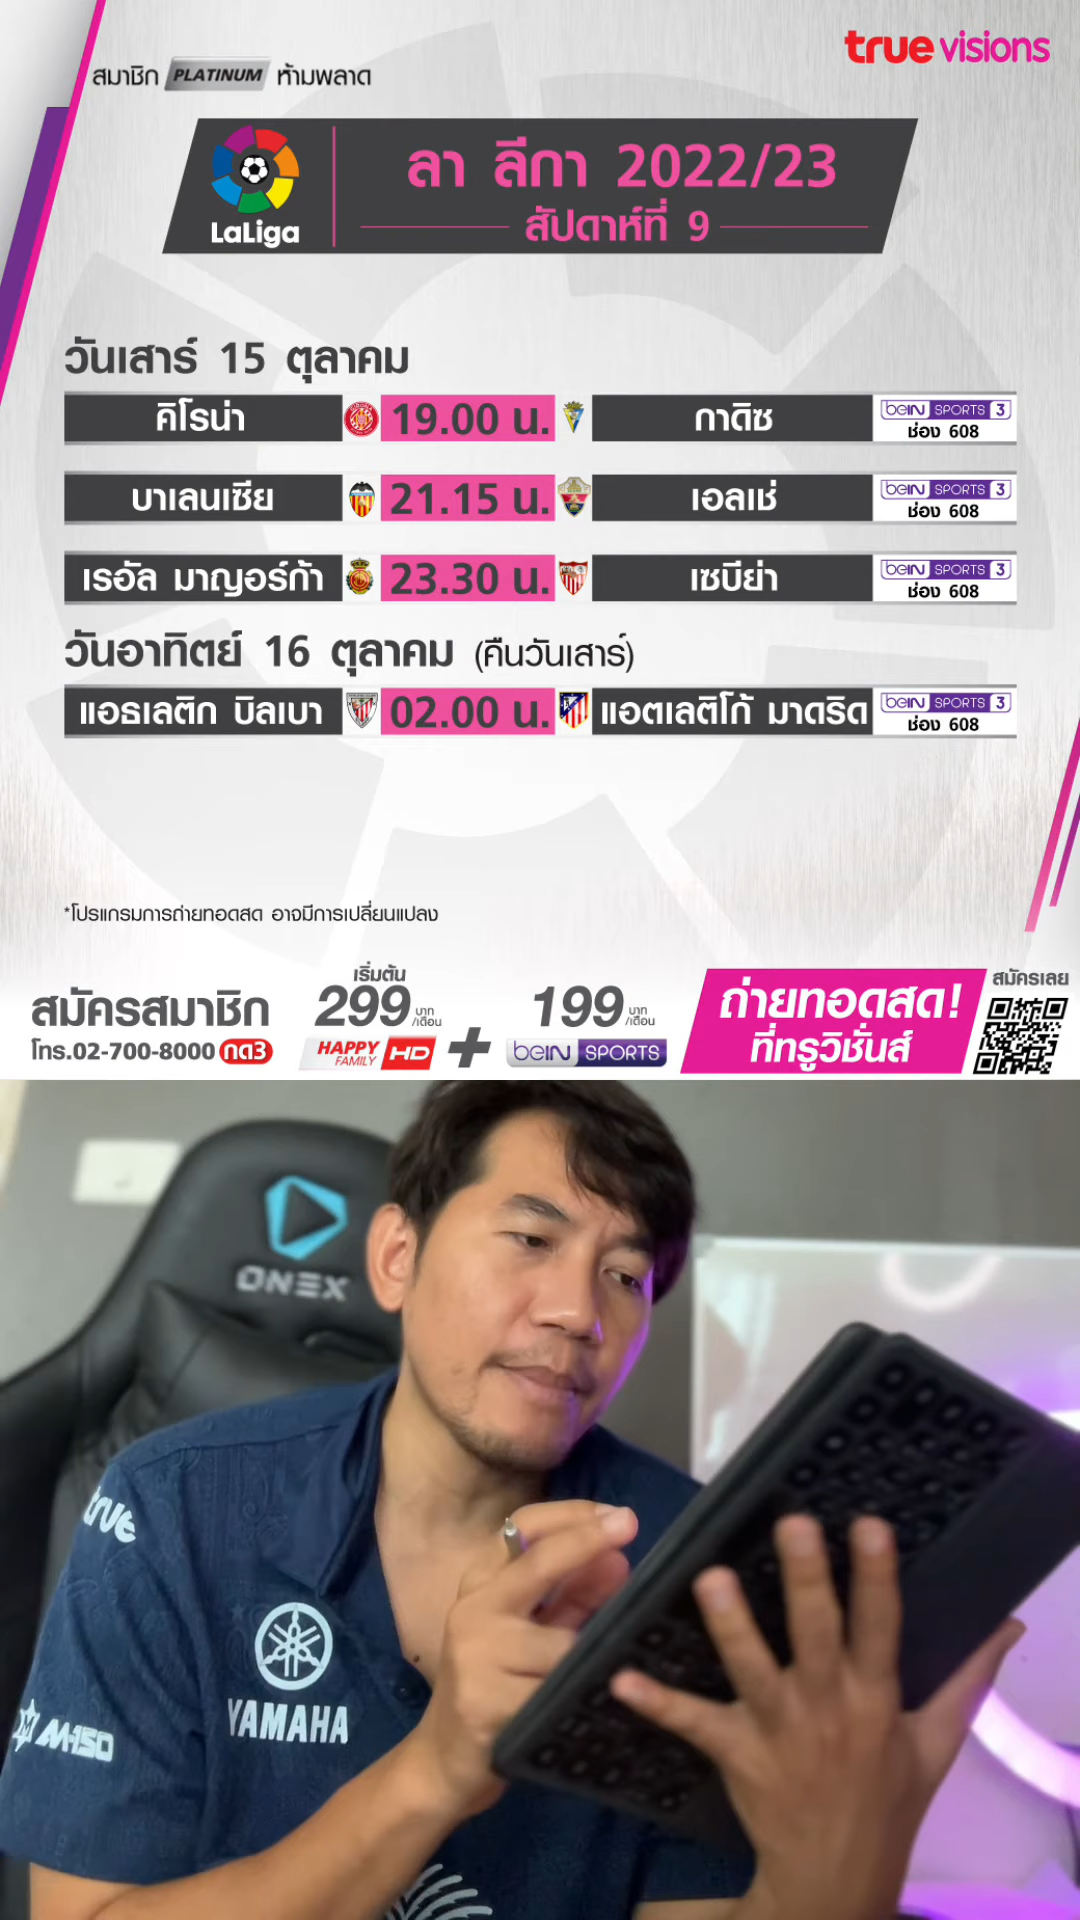 true visions
สมาชิก PLATINUM ห้ามพลาด
ลา ลีกา 2022/23
LaLiga
สัปดาห์ที่ 9
วันเสาร์ 15 ตุลาคม
คิโรน่า 19.00 น. กาดิซ beIN SPORTS 3
ช่อง 608
บาเลนเซีย 21.15 น. เอลเช่ beIN SPORTS 3
ช่อง 608
เรอัล มาญอร์ก้า 23.30 น. เซบีย่า beIN SPORTS 3
ช่อง 608
วันอาทิตย์ 16 ตุลาคม (คืนวันเสาร์)
แอธเลติก บิลเบา 02.00 น. แอตเลติโก้ มาดริด beIN SPORTS 3
ช่อง 608
*โปรแกรมการถ่ายทอดสด อาจมีการเปลี่ยนแปลง
สมัครสมาชิก
โทร.02-700-8000 กด3
เริ่มต้น
299 บาท/เดือน
HAPPY FAMILY HD
+
199 บาท/เดือน
beIN SPORTS
ถ่ายทอดสด!
ที่ทรูวิชั่นส์
สมัครเลย
ONEX
true
YAMAHA
M-150